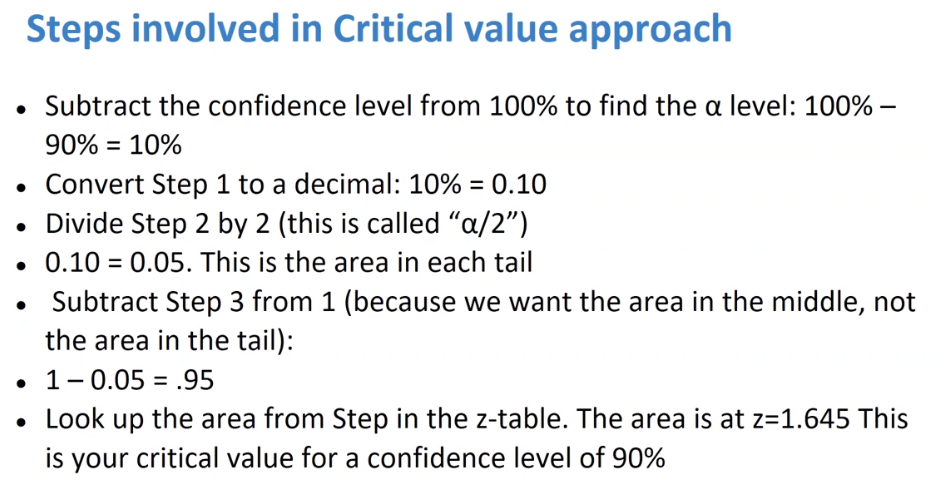 Steps involved in Critical value approach
• Subtract the confidence level from 100% to find the α level: 100% –
90% = 10%
• Convert Step 1 to a decimal: 10% = 0.10
• Divide Step 2 by 2 (this is called “α/2”)
• 0.10 = 0.05. This is the area in each tail
• Subtract Step 3 from 1 (because we want the area in the middle, not
the area in the tail):
• 1 – 0.05 = .95
• Look up the area from Step in the z-table. The area is at z=1.645 This
is your critical value for a confidence level of 90%